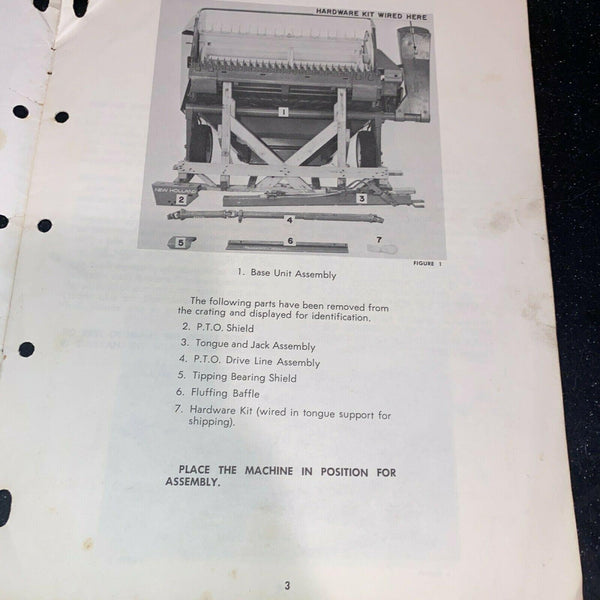 HARDWARE KIT WIRED HERE
1
NEW HOLLAND
2
3
4
5
6
7
FIGURE 1
1. Base Unit Assembly
The following parts have been removed from
the crating and displayed for identification.
2. P.T.O. Shield
3. Tongue and Jack Assembly
4. P.T.O. Drive Line Assembly
5. Tipping Bearing Shield
6. Fluffing Baffle
7. Hardware Kit (wired in tongue support for
shipping).
PLACE THE MACHINE IN POSITION FOR
ASSEMBLY.
3